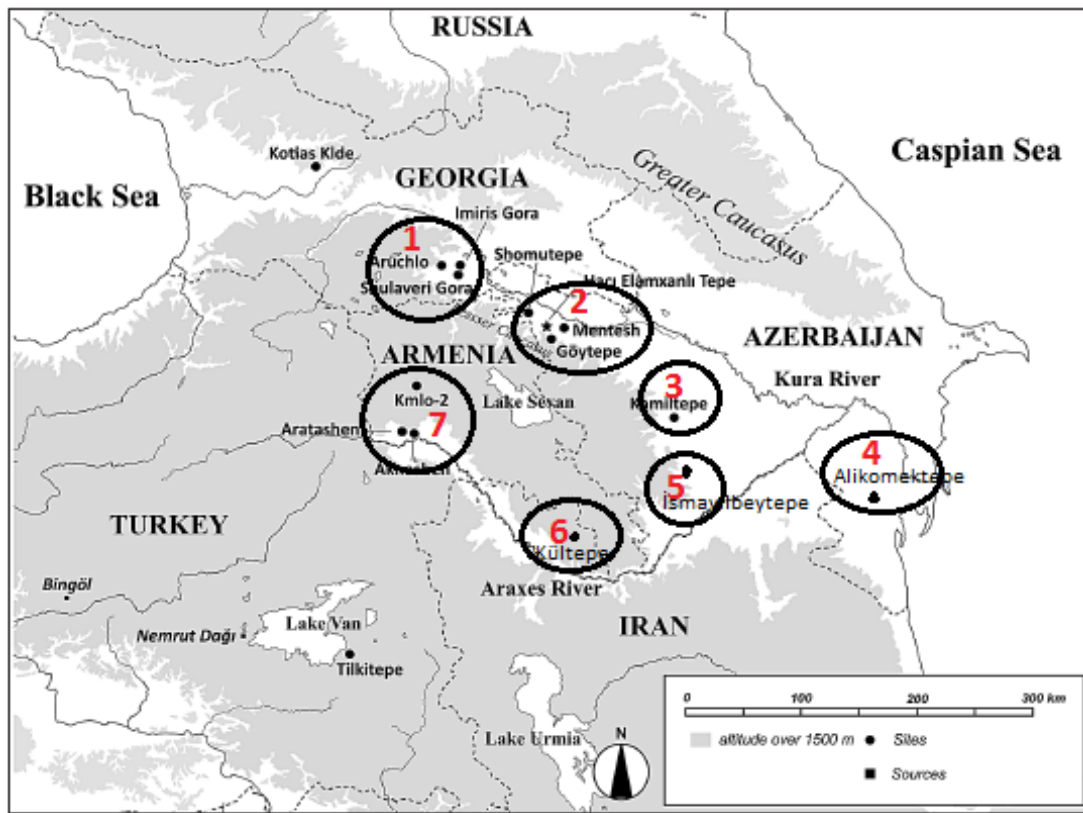 RUSSIA
Caspian Sea
Kotias Klde
Greater Caucasus
Black Sea
GEORGIA
Imiris Gora
1
Aruchlo
Shomutepe
Hacı Elamxanlı Tepe
Shulaveri Gora
2
Mentesh
Göytepe
AZERBAIJAN
ARMENIA
Kura River
3
Kamiltepe
Kmlo-2
Lake Sevan
7
Aratashen
4
Alikomektepe
5
İsmayılbeytepe
TURKEY
6
Kültepe
Araxes River
Bingöl
Nemrut Dağı
Lake Van
IRAN
Tilkitepe
Lake Urmia
N
0 100 200 300 km
altitude over 1500 m
Sites
Sources